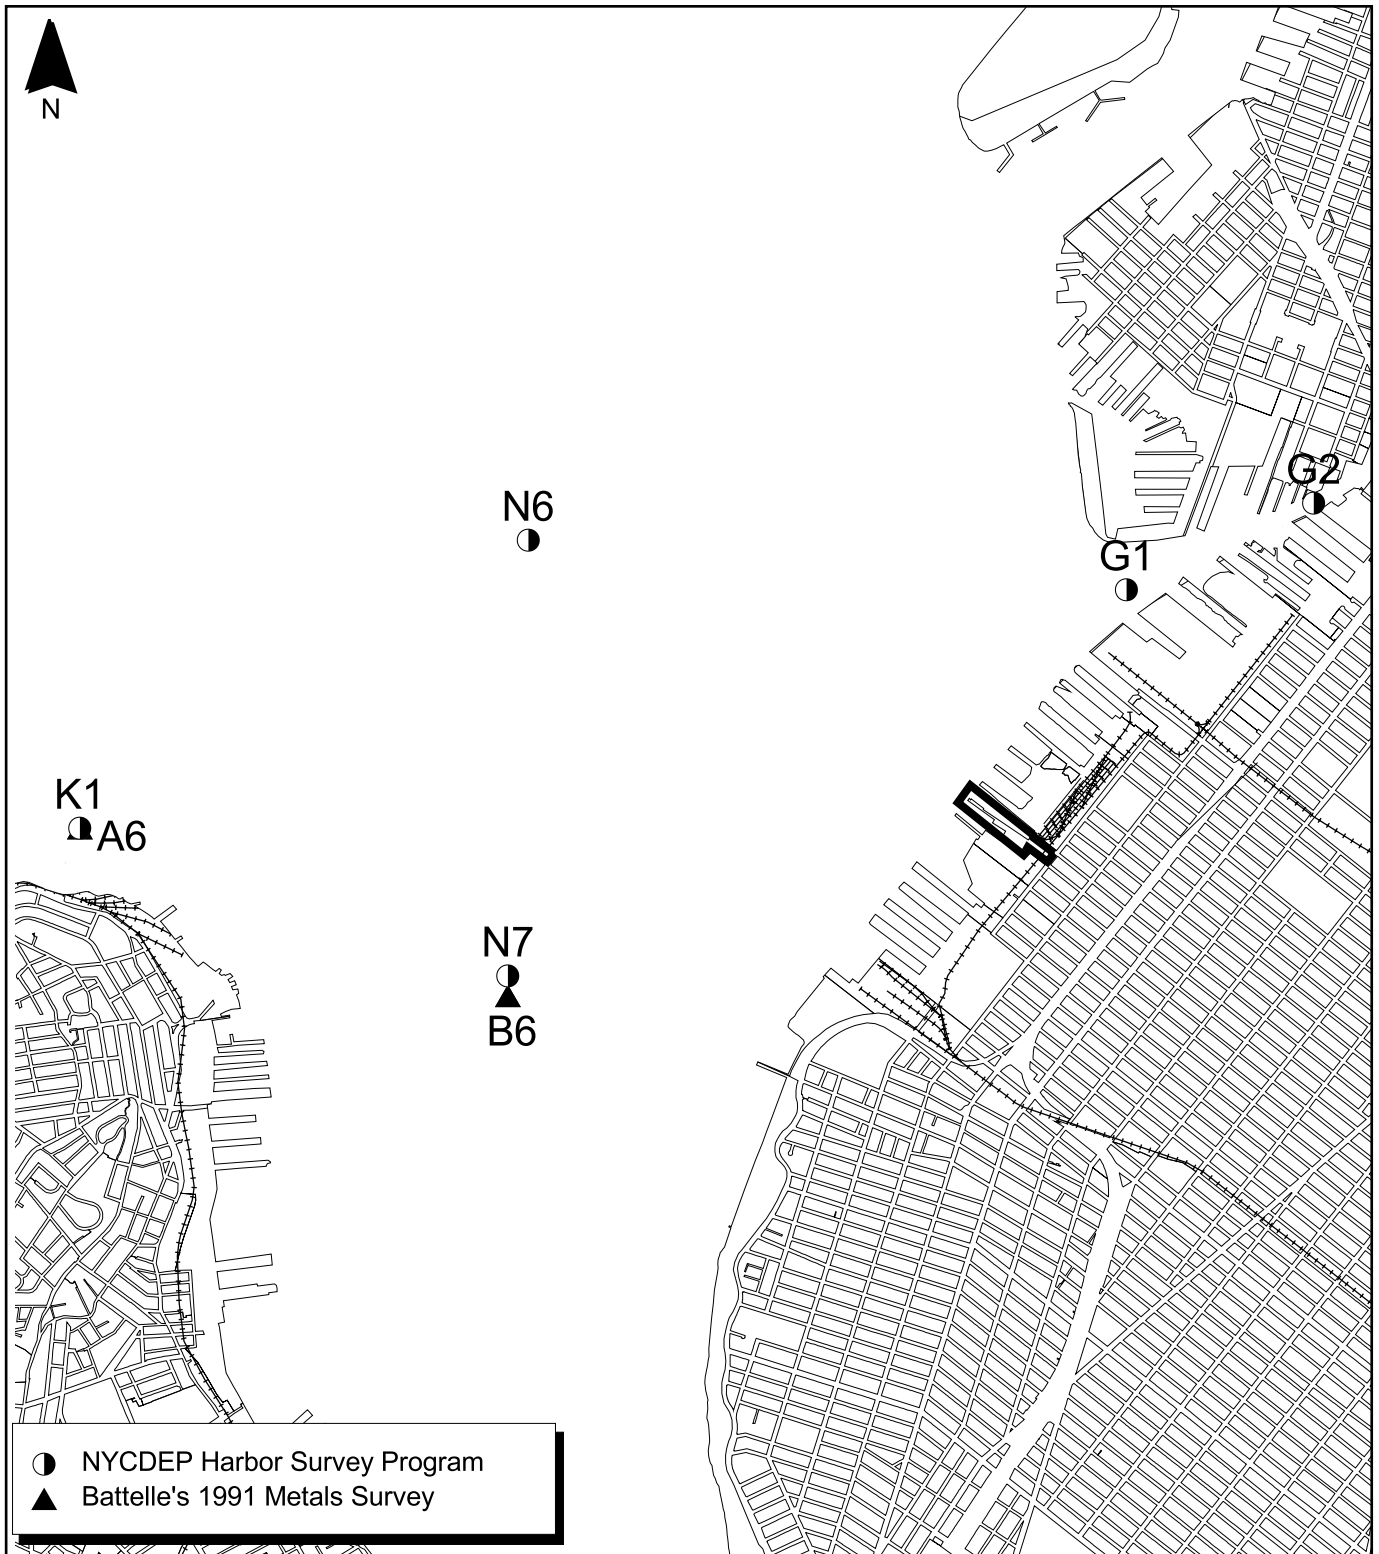 N
G2
N6
G1
K1
A6
N7
B6
NYCDEP Harbor Survey Program
Battelle's 1991 Metals Survey